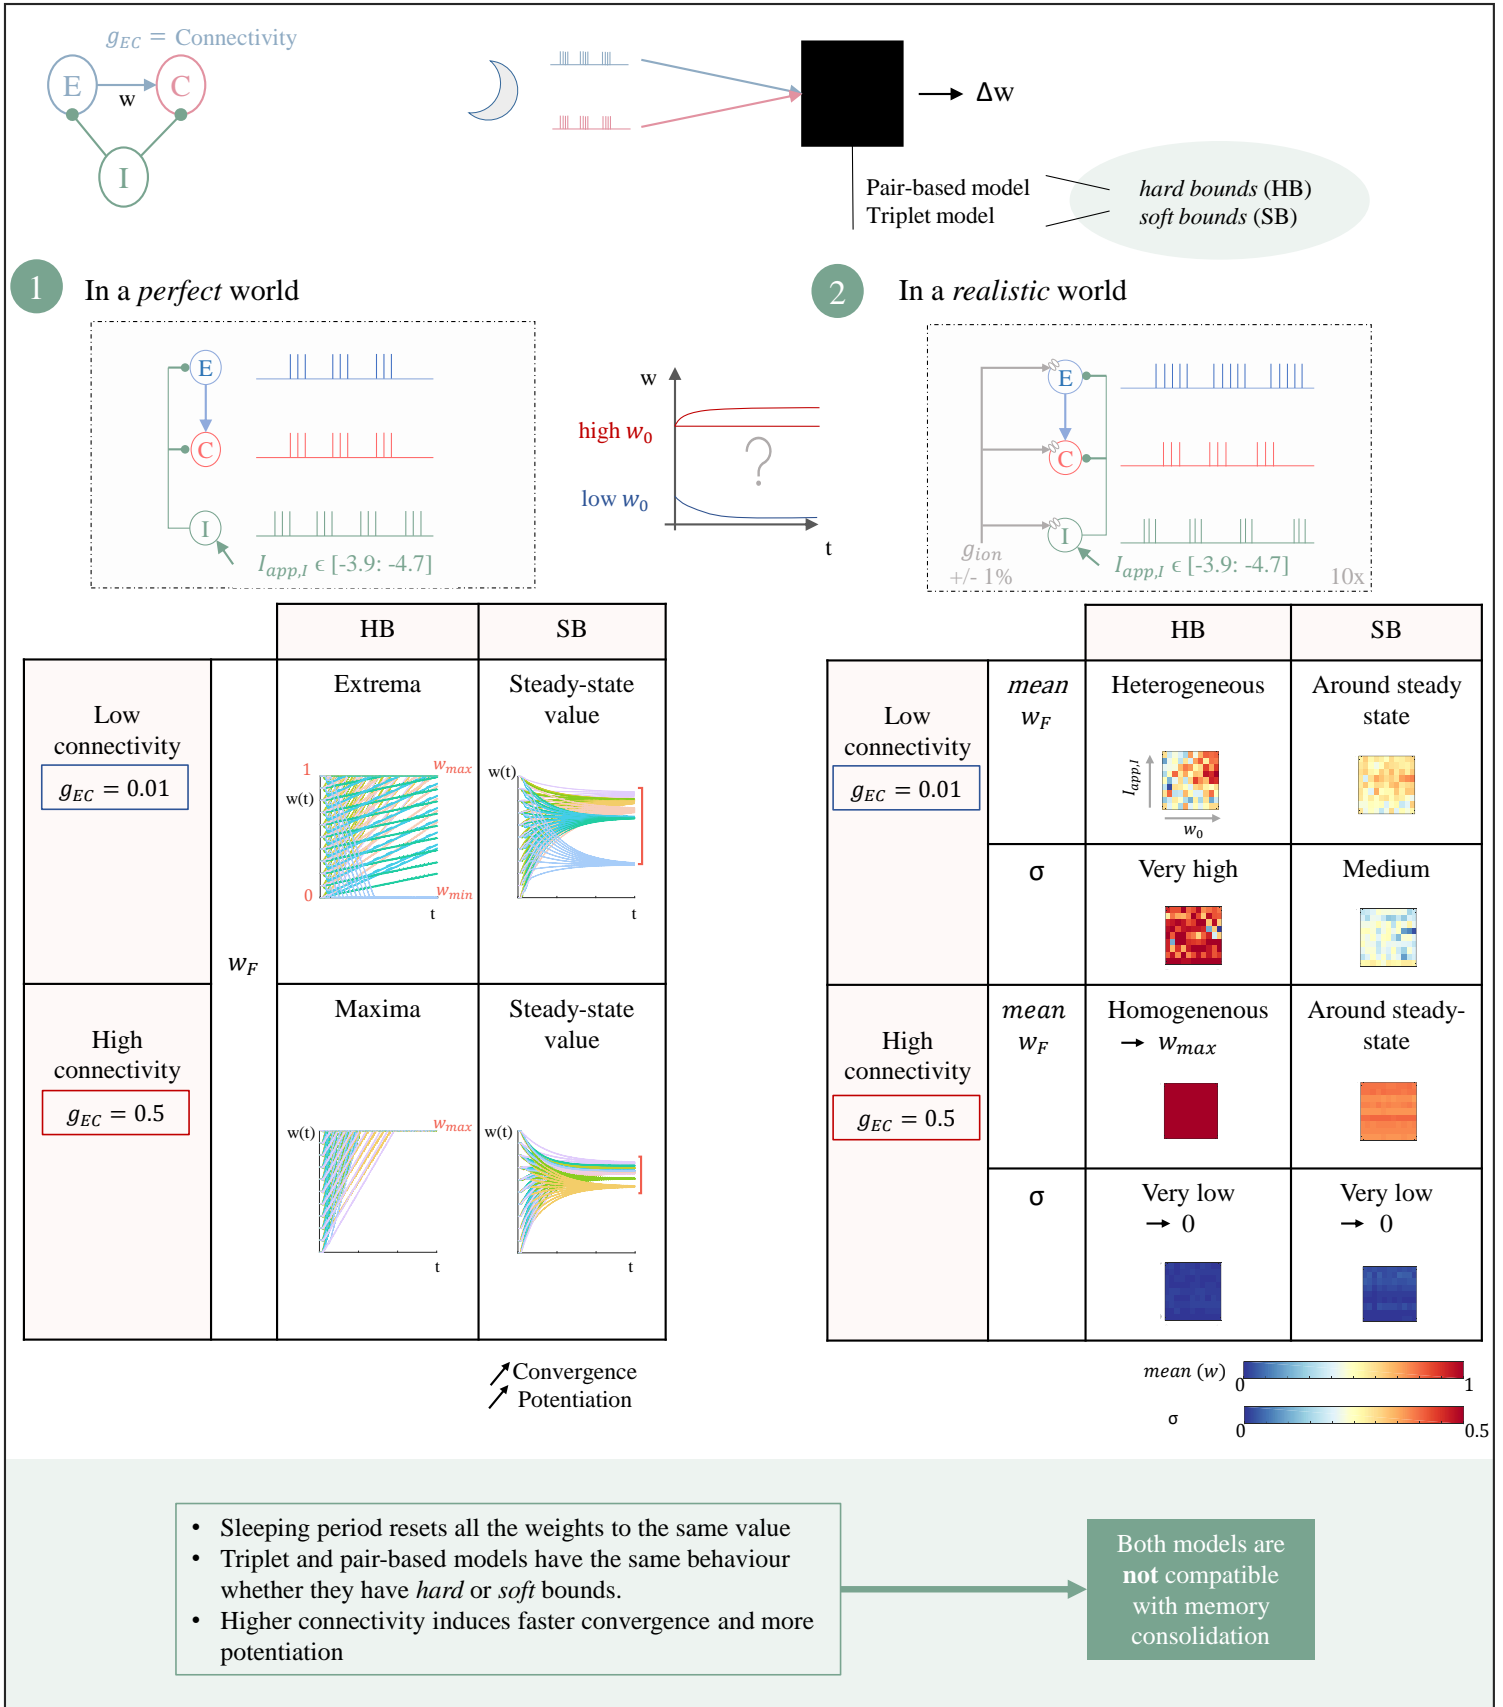 g_EC = Connectivity
E
C
w
I
Δw
Pair-based model
Triplet model
hard bounds (HB)
soft bounds (SB)
1
In a perfect world
E
C
I
I_app,I ϵ [-3.9: -4.7]
w
high w_0
?
low w_0
t
2
In a realistic world
E
C
I
g_ion
+/- 1%
I_app,I ϵ [-3.9: -4.7]
10x
HB
SB
Low
connectivity
g_EC = 0.01
w_F
Extrema
1
w(t)
w_max
0
w_min
t
Steady-state
value
w(t)
t
High
connectivity
g_EC = 0.5
Maxima
w(t)
w_max
t
Steady-state
value
w(t)
t
Convergence
Potentiation
HB
SB
Low
connectivity
g_EC = 0.01
mean
w_F
Heterogeneous
I_app,I
w_0
Around steady
state
σ
Very high
Medium
High
connectivity
g_EC = 0.5
mean
w_F
Homogenenous
→ w_max
Around steady-
state
σ
Very low
→ 0
Very low
→ 0
mean (w)
0
1
σ
0
0.5
• Sleeping period resets all the weights to the same value
• Triplet and pair-based models have the same behaviour
whether they have hard or soft bounds.
• Higher connectivity induces faster convergence and more
potentiation
Both models are
not compatible
with memory
consolidation